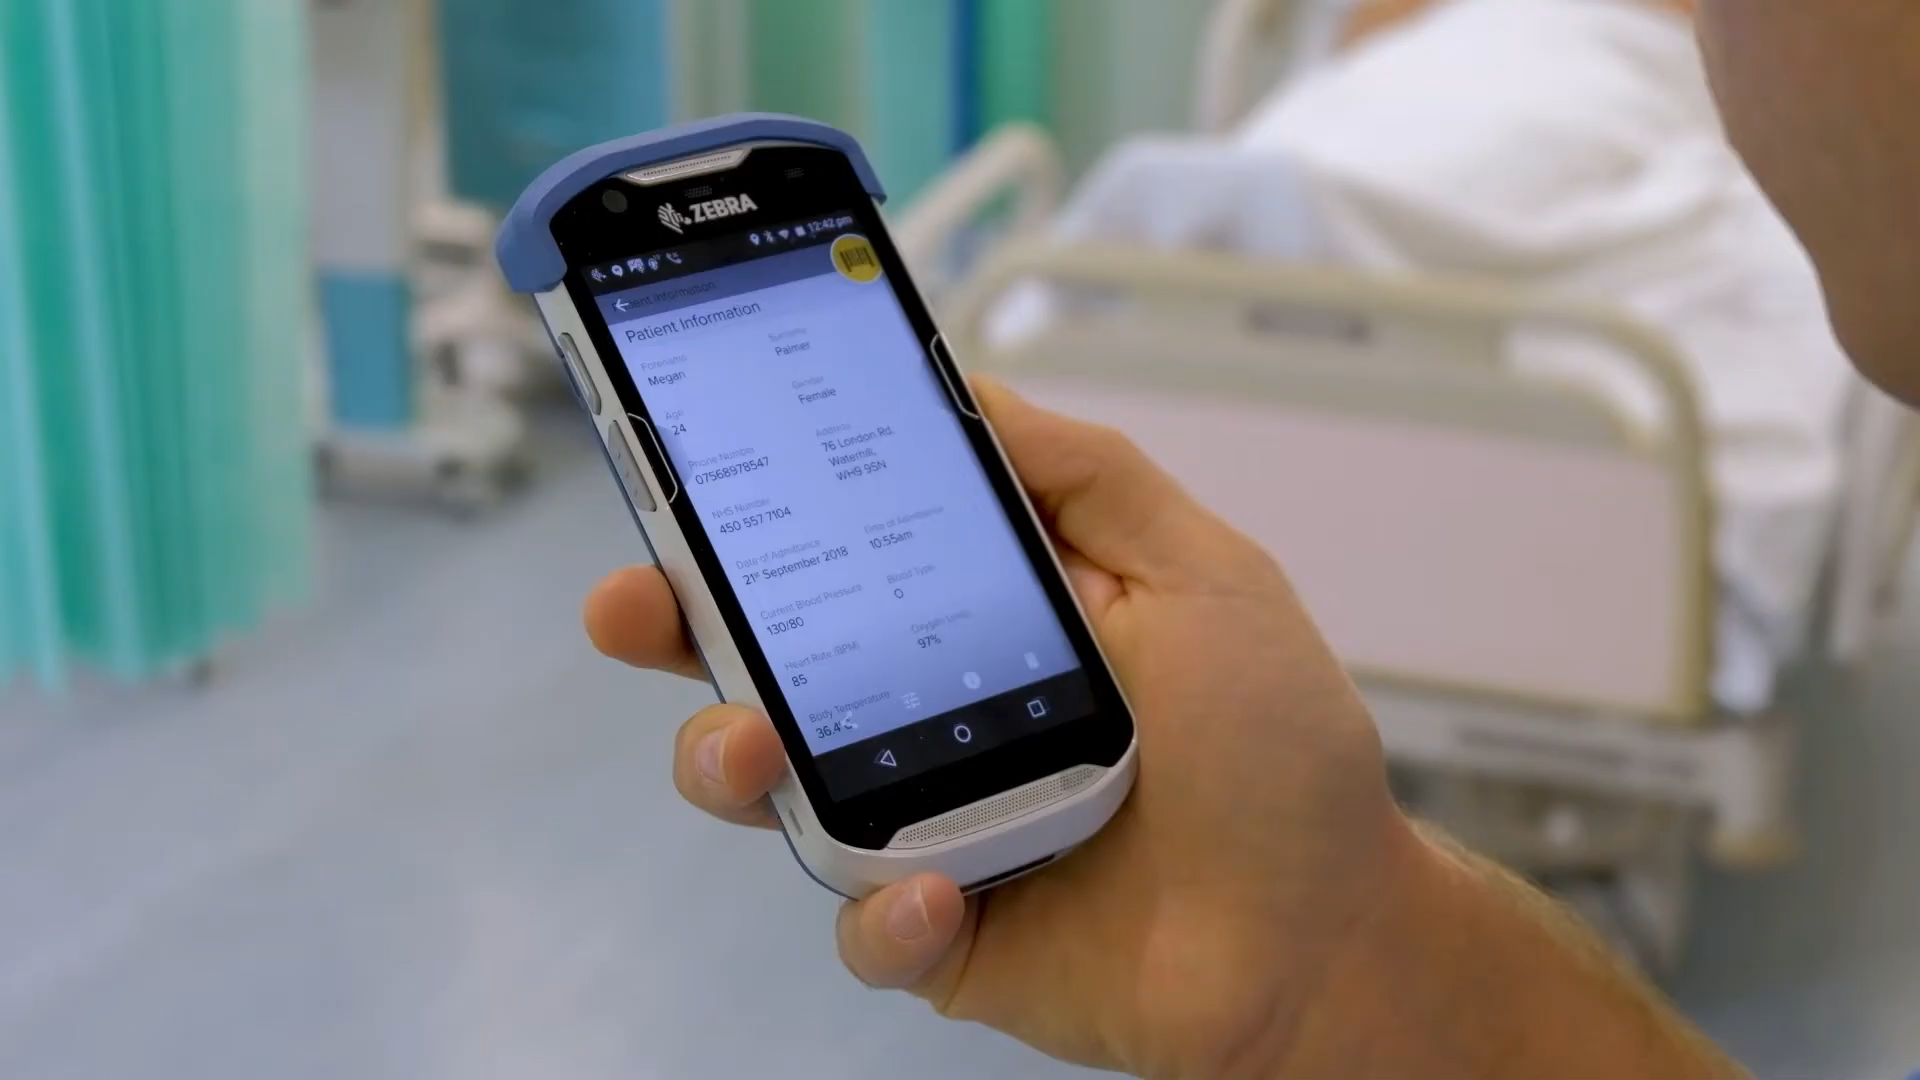 ZEBRA
12:42 pm
Patient Information
Patient Information
Forename
Megan
Surname
Palmer
Age
24
Gender
Female
Phone Number
07568978547
Address
76 London Rd,
Waterhill,
WH9 9SN
NHS Number
450 557 7104
Date of Admittance
21st September 2018
Time of Admittance
10:55am
Current Blood Pressure
130/80
Blood Type
O
Heart Rate (BPM)
85
Oxygen Level
97%
Body Temperature
36.4°C